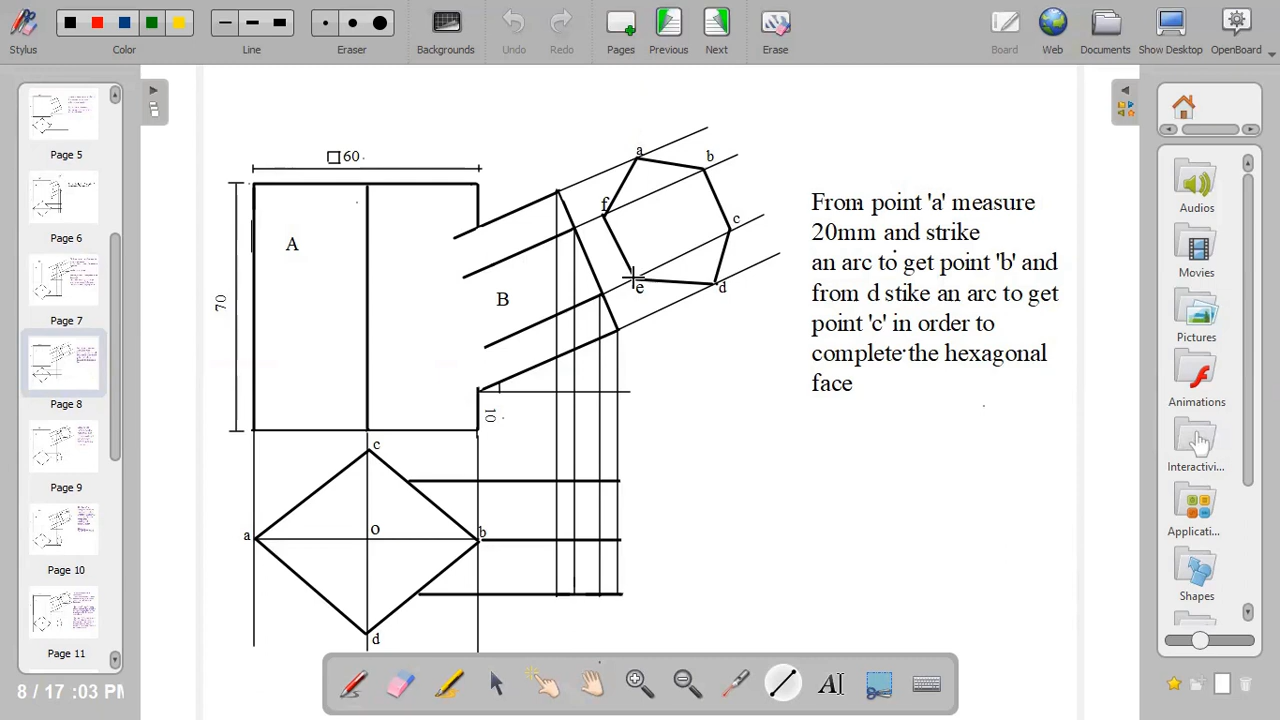 Stylus
Color
Line
Eraser
Backgrounds
Undo
Redo
Pages
Previous
Next
Erase
Board
Web
Documents
Show Desktop
OpenBoard
Page 5
Page 6
Page 7
Page 8
Page 9
Page 10
Page 11
8 / 17 :03 PM
60
70
A
B
10
a
b
c
d
e
f
a
b
c
d
o
From point 'a' measure
20mm and strike
an arc to get point 'b' and
from d stike an arc to get
point 'c' in order to
complete the hexagonal
face
Audios
Movies
Pictures
Animations
Interactivi...
Applicati...
Shapes